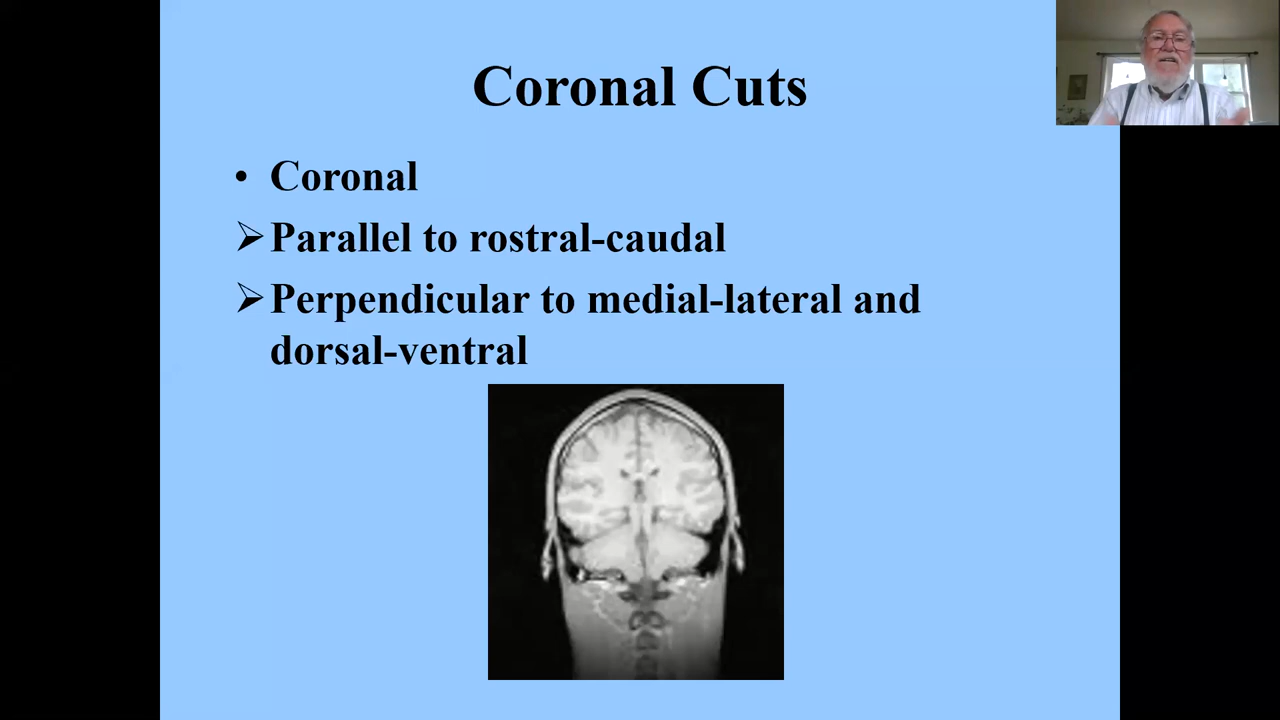 Coronal Cuts
• Coronal
➢Parallel to rostral-caudal
➢Perpendicular to medial-lateral and
dorsal-ventral